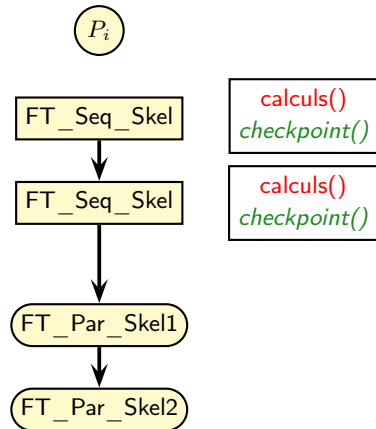 P_i
FT_Seq_Skel
calculs()
checkpoint()
FT_Seq_Skel
calculs()
checkpoint()
FT_Par_Skel1
FT_Par_Skel2